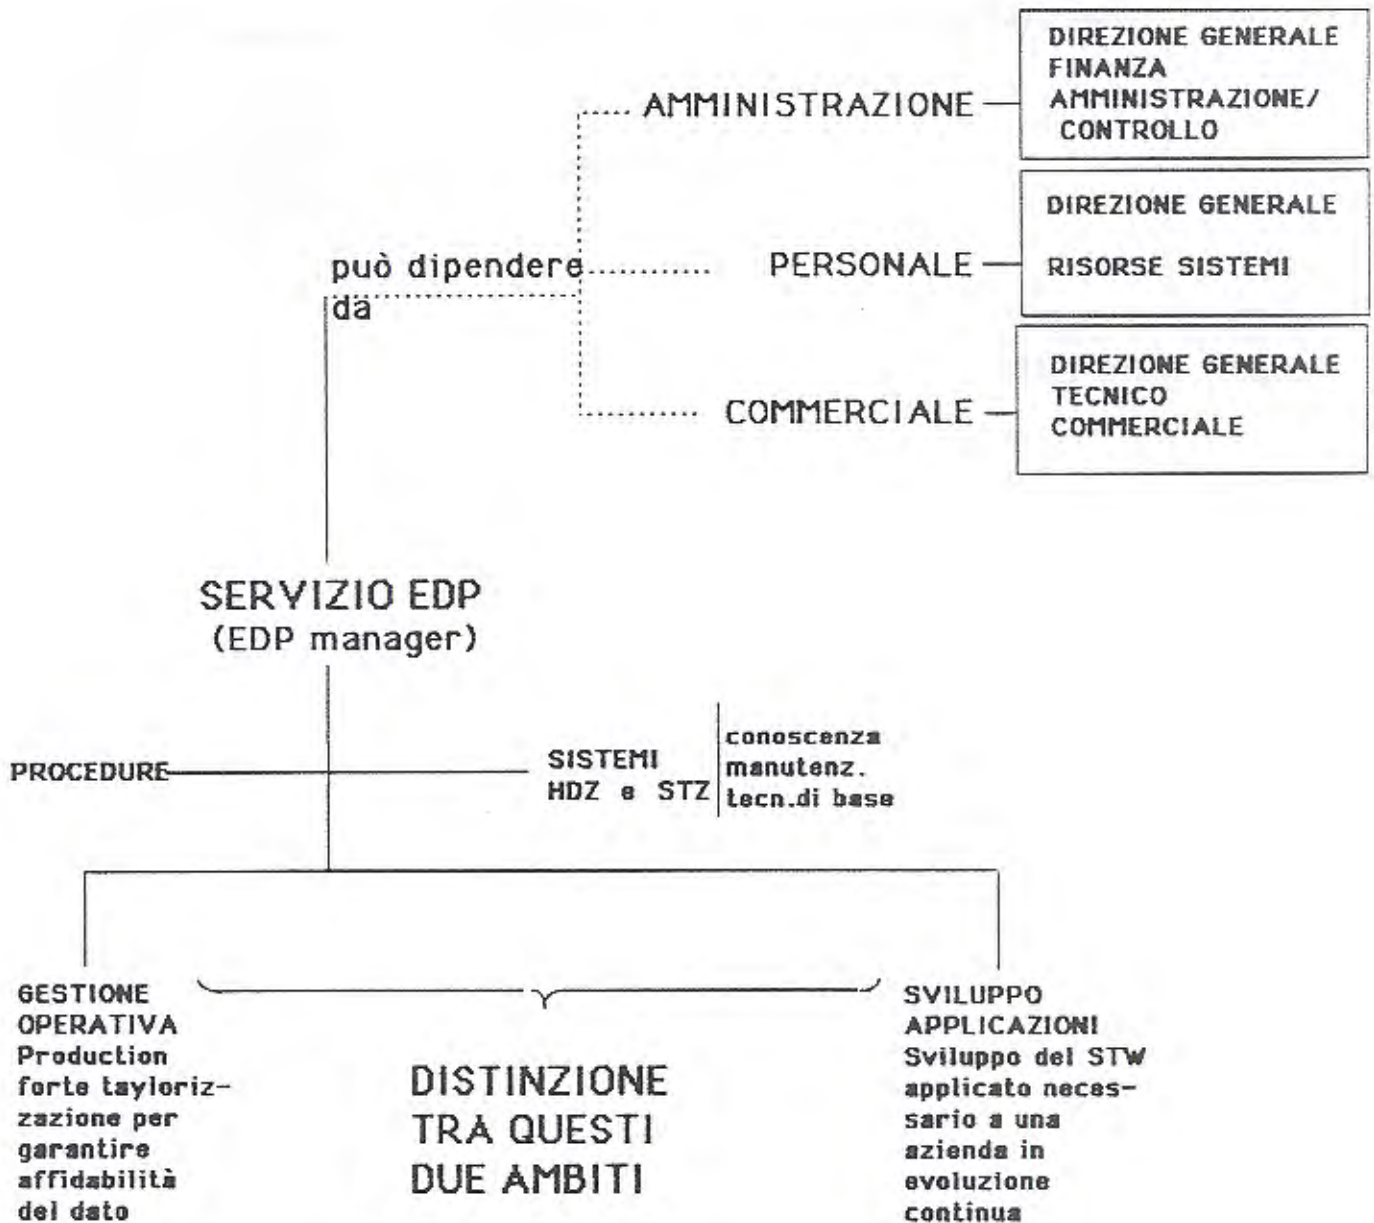 DIREZIONE GENERALE
FINANZA
AMMINISTRAZIONE/
CONTROLLO
AMMINISTRAZIONE
DIREZIONE GENERALE
RISORSE SISTEMI
PERSONALE
può dipendere
da
DIREZIONE GENERALE
TECNICO
COMMERCIALE
COMMERCIALE
SERVIZIO EDP
(EDP manager)
PROCEDURE
SISTEMI
HDZ e STZ
conoscenza
manutenz.
tecn.di base
GESTIONE
OPERATIVA
Production
forte tayloriz-
zazione per
garantire
affidabilità
del dato
DISTINZIONE
TRA QUESTI
DUE AMBITI
SVILUPPO
APPLICAZIONI
Sviluppo del STW
applicato neces-
sario a una
azienda in
evoluzione
continua